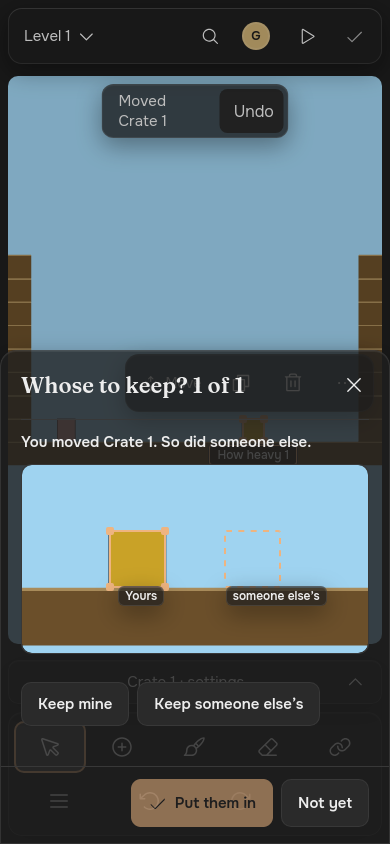 Level 1
G
Moved
Crate 1
Undo
Whose to keep? 1 of 1
You moved Crate 1. So did someone else.
How heavy 1
Yours
someone else's
Crate 1 · settings
Keep mine
Keep someone else's
Put them in
Not yet